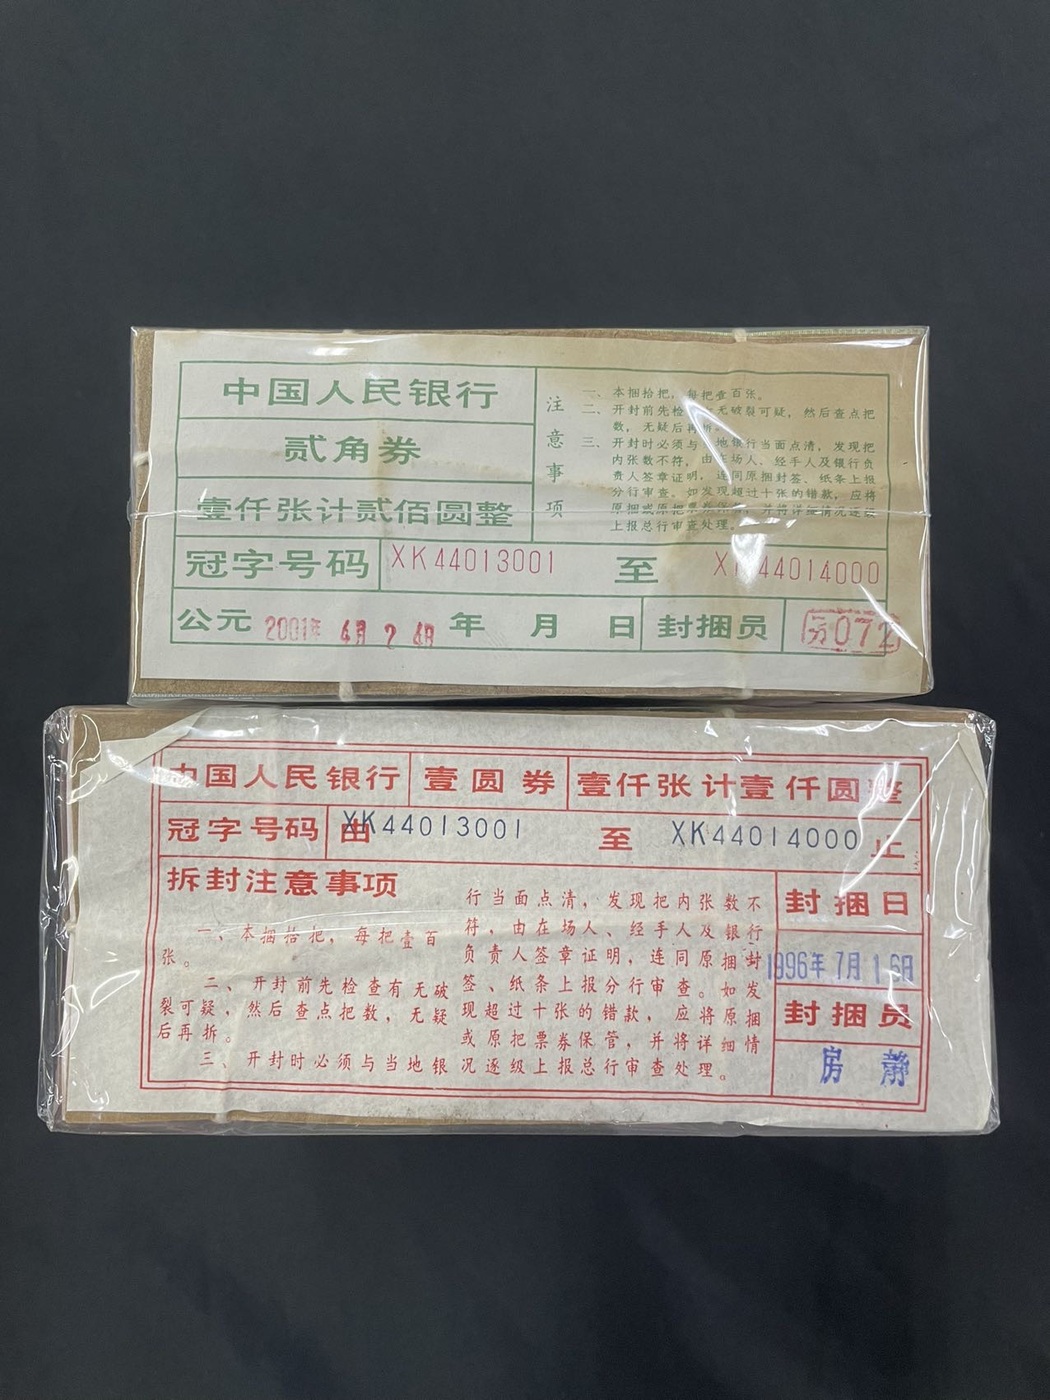 中国人民银行
贰角券
壹仟张计贰佰圆整
注意事项
一、本捆拾把，每把壹百张。
二、开封前先检 无破裂可疑，然后查点把
数，无疑后再拆。
三、开封时必须与 地银行当面点清，发现把
内张数不符，由在场人、经手人及银行负
责人签章证明，连同原捆封签、纸条上报
分行审查。如发现超过十张的错款，应将
原捆或原把票券保管，并将详细情况逐级
上报总行审查处理。
冠字号码 XK44013001 至 X 44014000
公元 2001年 4月 2 4日 年 月 日 封捆员 分072
中国人民银行 壹圆券 壹仟张计壹仟圆整
冠字号码 由 XK44013001 至 XK44014000 止
拆封注意事项
一、本捆拾把，每把壹百
张。
二、开封前先检查有无破
裂可疑，然后查点把数，无疑
后再拆。
三、开封时必须与当地银
行当面点清，发现把内张数不
符，由在场人、经手人及银行
负责人签章证明，连同原捆封
签、纸条上报分行审查。如发
现超过十张的错款，应将原捆
或原把票券保管，并将详细情
况逐级上报总行审查处理。
封捆日
1996年 7月 1 6日
封捆员
房静